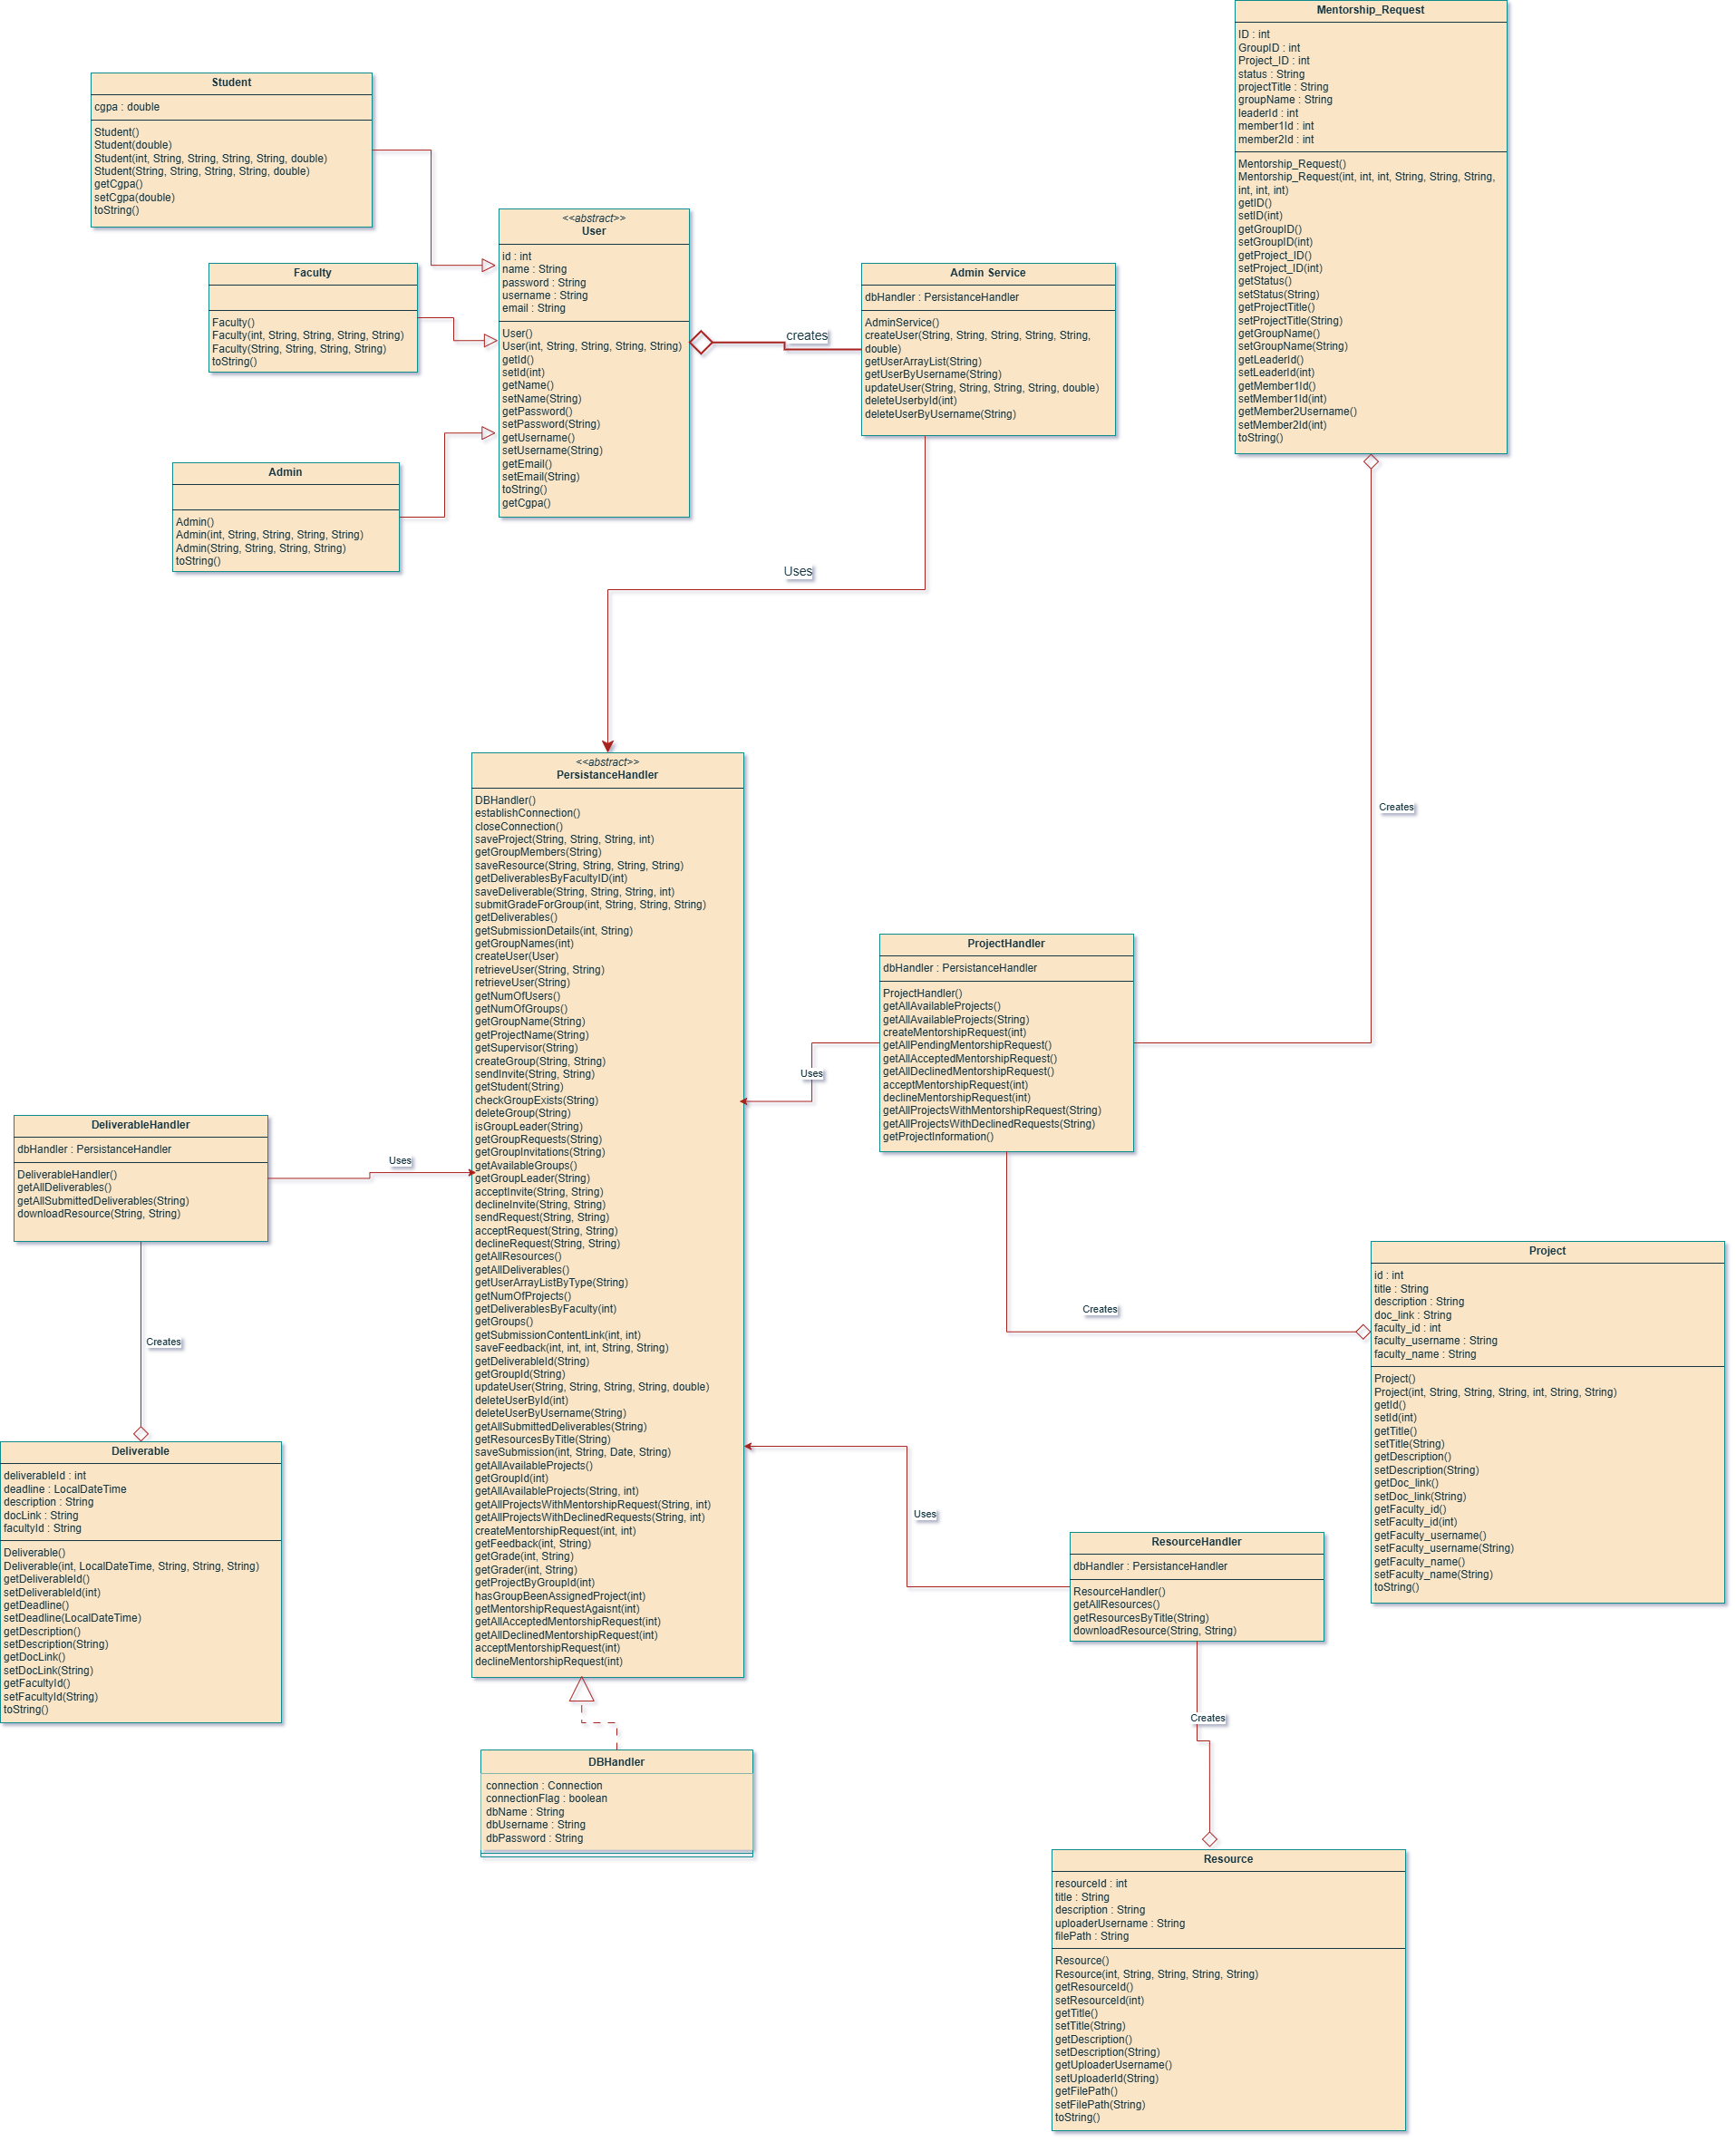 Mentorship_Request
ID : int
GroupID : int
Project_ID : int
status : String
projectTitle : String
groupName : String
leaderId : int
member1Id : int
member2Id : int
Mentorship_Request()
Mentorship_Request(int, int, int, String, String, String,
int, int, int)
getID()
setID(int)
getGroupID()
setGroupID(int)
getProject_ID()
setProject_ID(int)
getStatus()
setStatus(String)
getProjectTitle()
setProjectTitle(String)
getGroupName()
setGroupName(String)
getLeaderId()
setLeaderId(int)
getMember1Id()
setMember1Id(int)
getMember2Username()
setMember2Id(int)
toString()
Student
cgpa : double
Student()
Student(double)
Student(int, String, String, String, String, double)
Student(String, String, String, String, double)
getCgpa()
setCgpa(double)
toString()
<<abstract>>
User
id : int
name : String
password : String
username : String
email : String
User()
User(int, String, String, String, String)
getId()
setId(int)
getName()
setName(String)
getPassword()
setPassword(String)
getUsername()
setUsername(String)
getEmail()
setEmail(String)
toString()
getCgpa()
Faculty
Faculty()
Faculty(int, String, String, String, String)
Faculty(String, String, String, String)
toString()
Admin Service
dbHandler : PersistanceHandler
AdminService()
createUser(String, String, String, String, String,
double)
getUserArrayList(String)
getUserByUsername(String)
updateUser(String, String, String, String, double)
deleteUserbyId(int)
deleteUserByUsername(String)
creates
Admin
Admin()
Admin(int, String, String, String, String)
Admin(String, String, String, String)
toString()
Uses
<<abstract>>
PersistanceHandler
DBHandler()
establishConnection()
closeConnection()
saveProject(String, String, String, int)
getGroupMembers(String)
saveResource(String, String, String, String)
getDeliverablesByFacultyID(int)
saveDeliverable(String, String, String, int)
submitGradeForGroup(int, String, String, String)
getDeliverables()
getSubmissionDetails(int, String)
getGroupNames(int)
createUser(User)
retrieveUser(String, String)
retrieveUser(String)
getNumOfUsers()
getNumOfGroups()
getGroupName(String)
getProjectName(String)
getSupervisor(String)
createGroup(String, String)
sendInvite(String, String)
getStudent(String)
checkGroupExists(String)
deleteGroup(String)
isGroupLeader(String)
getGroupRequests(String)
getGroupInvitations(String)
getAvailableGroups()
getGroupLeader(String)
acceptInvite(String, String)
declineInvite(String, String)
sendRequest(String, String)
acceptRequest(String, String)
declineRequest(String, String)
getAllResources()
getAllDeliverables()
getUserArrayListByType(String)
getNumOfProjects()
getDeliverablesByFaculty(int)
getGroups()
getSubmissionContentLink(int, int)
saveFeedback(int, int, int, String, String)
getDeliverableId(String)
getGroupId(String)
updateUser(String, String, String, String, double)
deleteUserById(int)
deleteUserByUsername(String)
getAllSubmittedDeliverables(String)
getResourcesByTitle(String)
saveSubmission(int, String, Date, String)
getAllAvailableProjects()
getGroupId(int)
getAllAvailableProjects(String, int)
getAllProjectsWithMentorshipRequest(String, int)
getAllProjectsWithDeclinedRequests(String, int)
createMentorshipRequest(int, int)
getFeedback(int, String)
getGrade(int, String)
getGrader(int, String)
getProjectByGroupId(int)
hasGroupBeenAssignedProject(int)
getMentorshipRequestAgaisnt(int)
getAllAcceptedMentorshipRequest(int)
getAllDeclinedMentorshipRequest(int)
acceptMentorshipRequest(int)
declineMentorshipRequest(int)
Creates
ProjectHandler
dbHandler : PersistanceHandler
ProjectHandler()
getAllAvailableProjects()
getAllAvailableProjects(String)
createMentorshipRequest(int)
getAllPendingMentorshipRequest()
getAllAcceptedMentorshipRequest()
getAllDeclinedMentorshipRequest()
acceptMentorshipRequest(int)
declineMentorshipRequest(int)
getAllProjectsWithMentorshipRequest(String)
getAllProjectsWithDeclinedRequests(String)
getProjectInformation()
Uses
DeliverableHandler
dbHandler : PersistanceHandler
DeliverableHandler()
getAllDeliverables()
getAllSubmittedDeliverables(String)
downloadResource(String, String)
Uses
Creates
Project
id : int
title : String
description : String
doc_link : String
faculty_id : int
faculty_username : String
faculty_name : String
Project()
Project(int, String, String, String, int, String, String)
getId()
setId(int)
getTitle()
setTitle(String)
getDescription()
setDescription(String)
getDoc_link()
setDoc_link(String)
getFaculty_id()
setFaculty_id(int)
getFaculty_username()
setFaculty_username(String)
getFaculty_name()
setFaculty_name(String)
toString()
Creates
Deliverable
deliverableId : int
deadline : LocalDateTime
description : String
docLink : String
facultyId : String
Deliverable()
Deliverable(int, LocalDateTime, String, String, String)
getDeliverableId()
setDeliverableId(int)
getDeadline()
setDeadline(LocalDateTime)
getDescription()
setDescription(String)
getDocLink()
setDocLink(String)
getFacultyId()
setFacultyId(String)
toString()
Uses
ResourceHandler
dbHandler : PersistanceHandler
ResourceHandler()
getAllResources()
getResourcesByTitle(String)
downloadResource(String, String)
Creates
DBHandler
connection : Connection
connectionFlag : boolean
dbName : String
dbUsername : String
dbPassword : String
Resource
resourceId : int
title : String
description : String
uploaderUsername : String
filePath : String
Resource()
Resource(int, String, String, String, String)
getResourceId()
setResourceId(int)
getTitle()
setTitle(String)
getDescription()
setDescription(String)
getUploaderUsername()
setUploaderId(String)
getFilePath()
setFilePath(String)
toString()